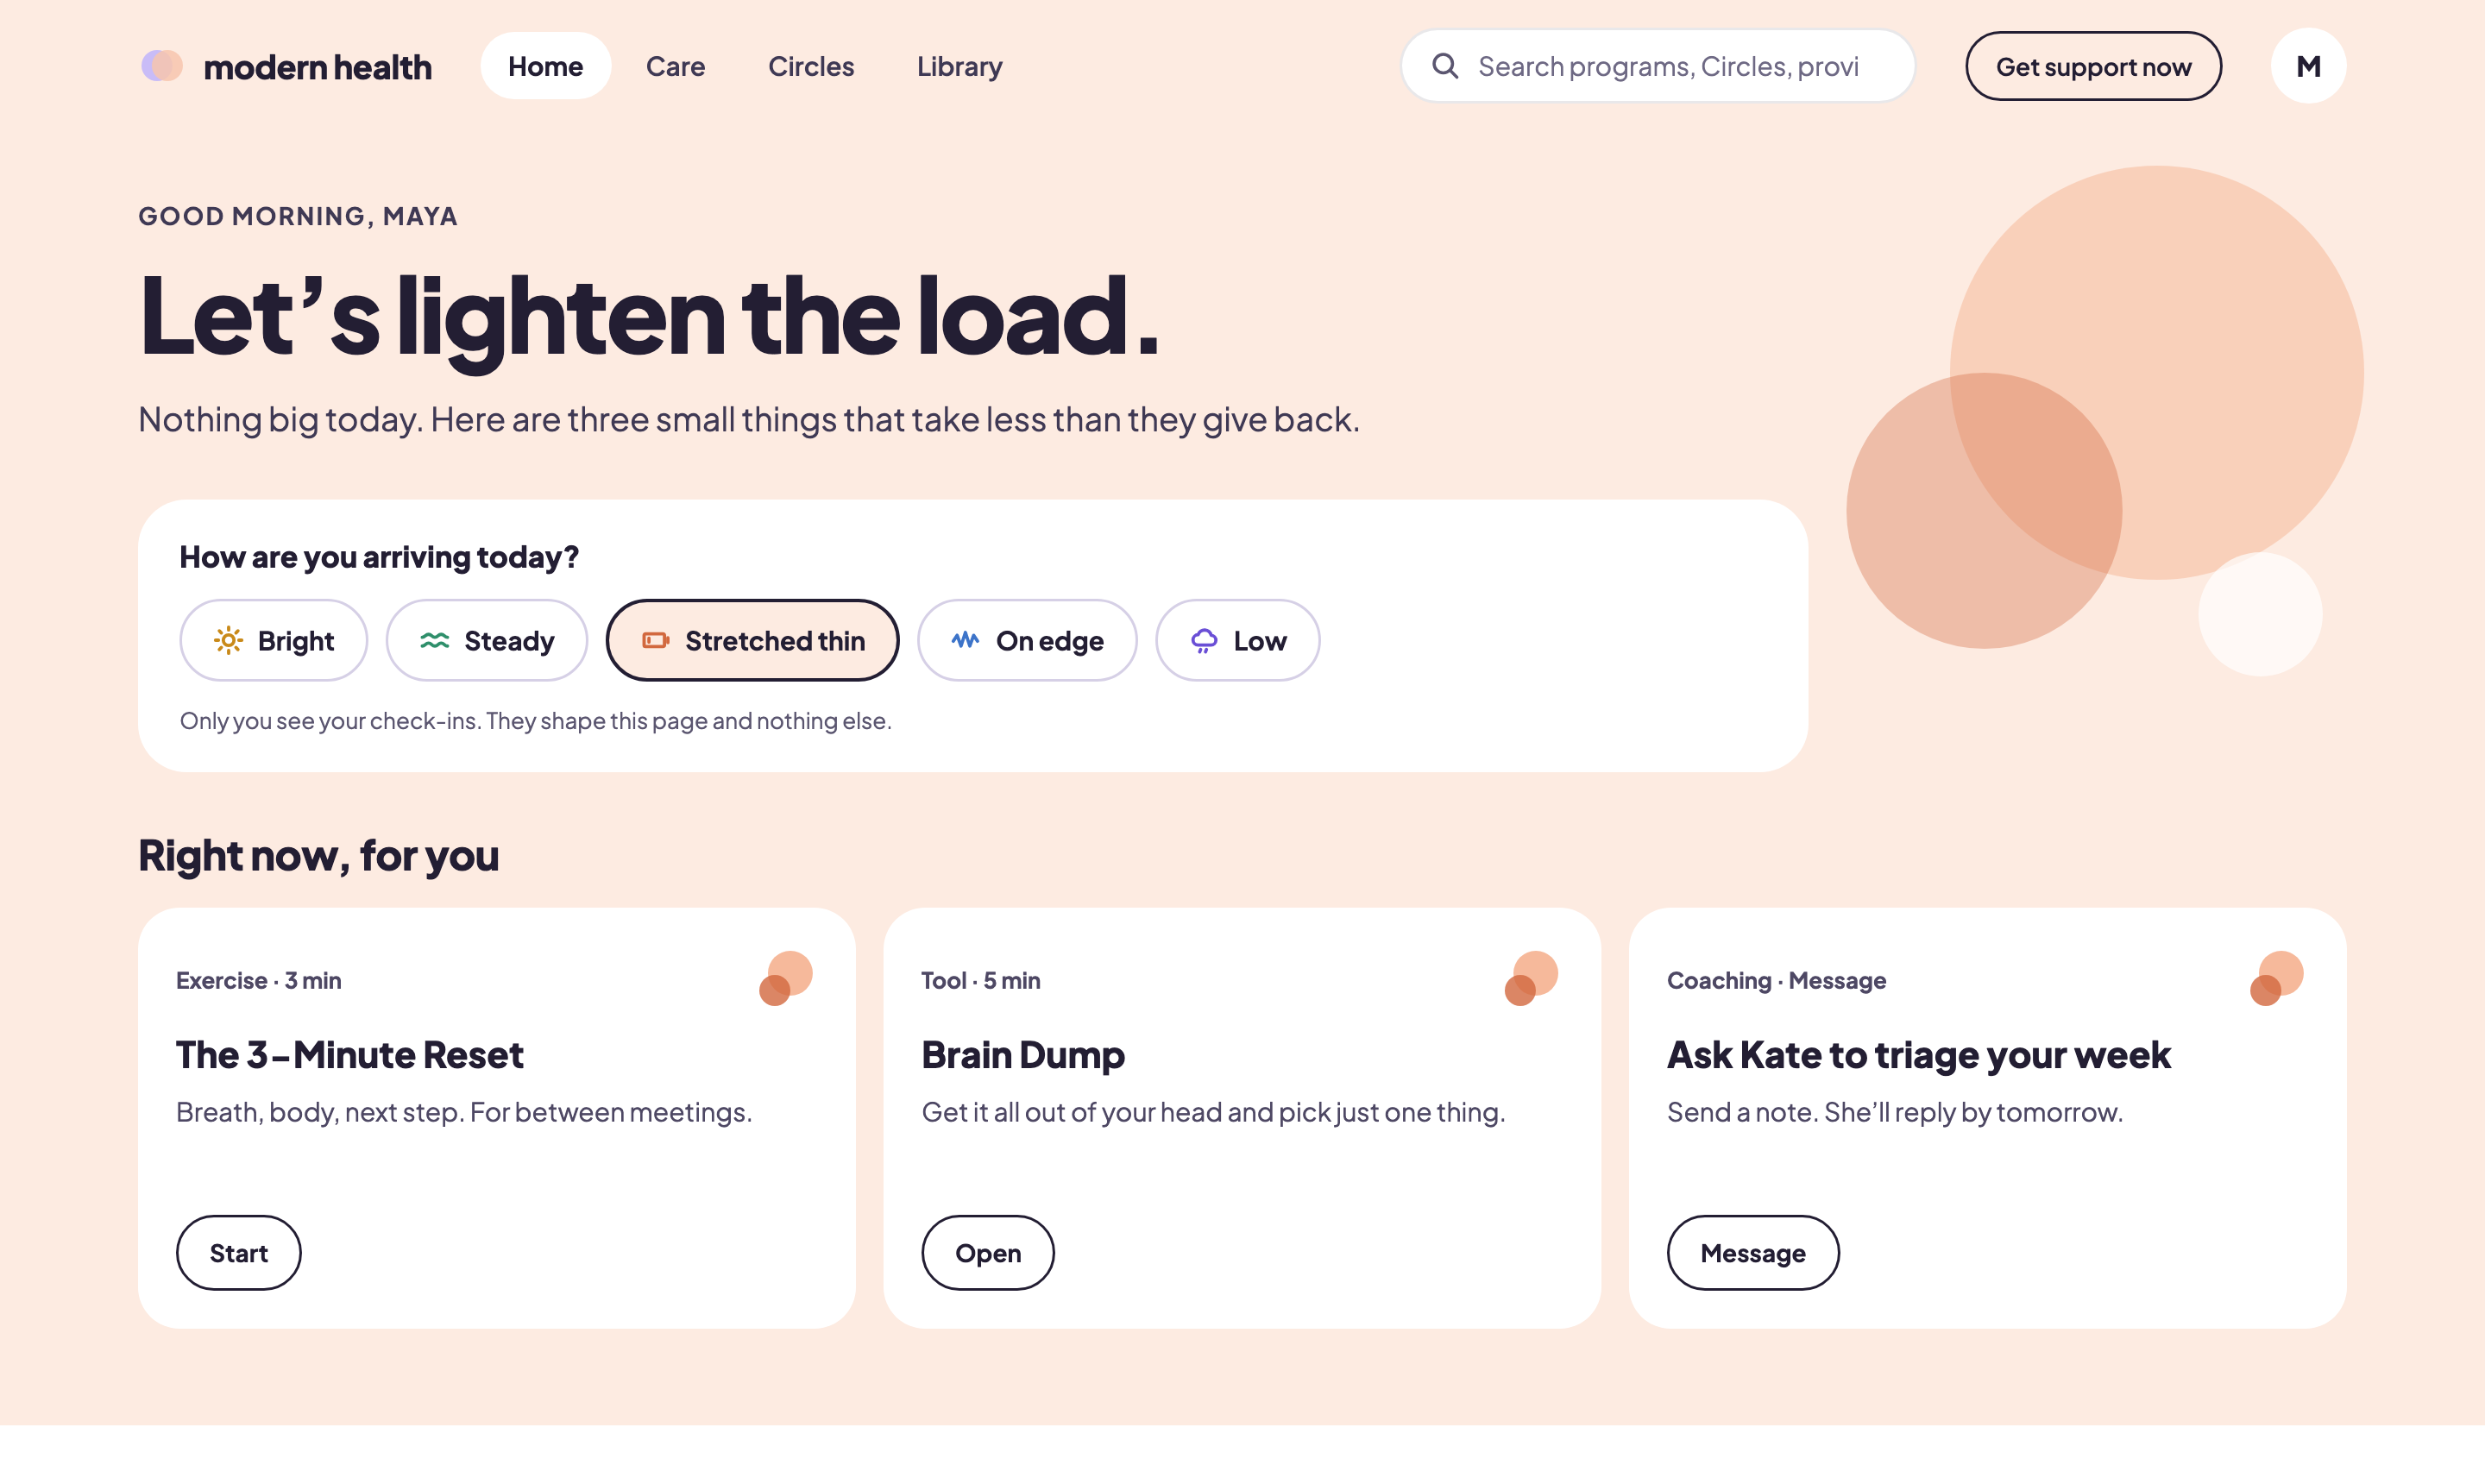 modern health
Home
Care
Circles
Library
Search programs, Circles, provi
Get support now
M
GOOD MORNING, MAYA
Let’s lighten the load.
Nothing big today. Here are three small things that take less than they give back.
How are you arriving today?
Bright
Steady
Stretched thin
On edge
Low
Only you see your check-ins. They shape this page and nothing else.
Right now, for you
Exercise · 3 min
The 3-Minute Reset
Breath, body, next step. For between meetings.
Start
Tool · 5 min
Brain Dump
Get it all out of your head and pick just one thing.
Open
Coaching · Message
Ask Kate to triage your week
Send a note. She’ll reply by tomorrow.
Message